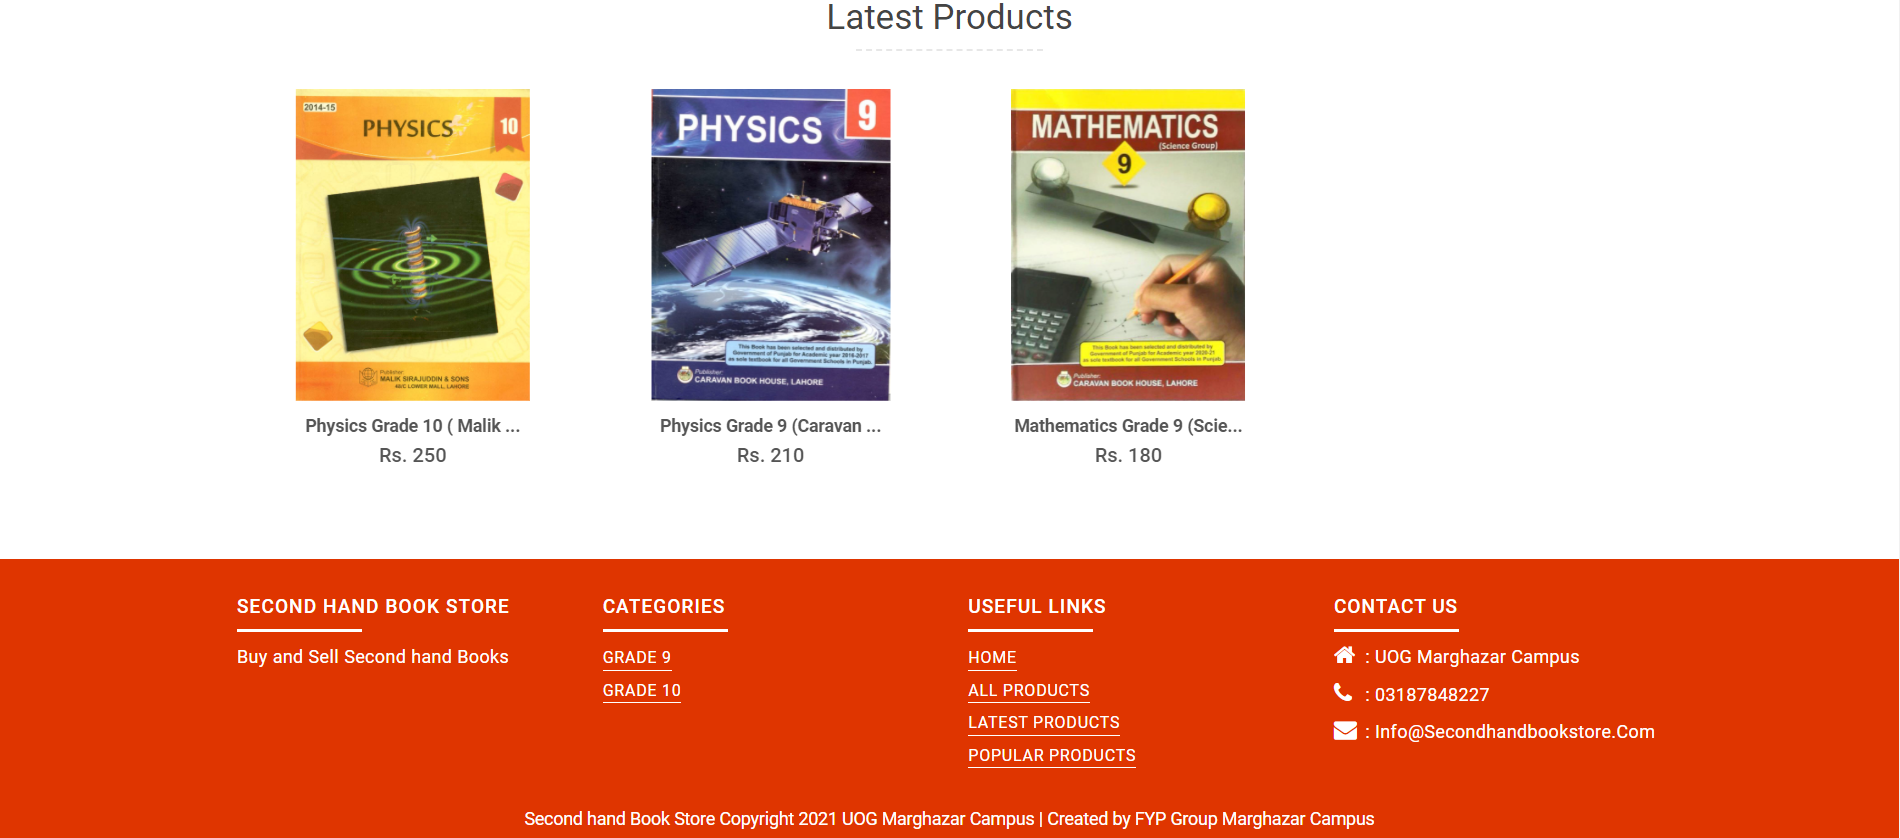 Latest Products
2014-15
PHYSICS
10
Publisher:
MALIK SIRAJUDDIN & SONS
48/C LOWER MALL, LAHORE
Physics Grade 10 ( Malik ...
Rs. 250
9
PHYSICS
This Book has been selected and distributed by
Government of Punjab for Academic year 2016-2017
as sole textbook for all Government Schools in Punjab.
Publisher:
CARAVAN BOOK HOUSE, LAHORE
Physics Grade 9 (Caravan ...
Rs. 210
MATHEMATICS
(Science Group)
9
This Book has been selected and distributed by
Government of Punjab for Academic year 2020-21
as sole textbook for all Government Schools in Punjab.
Publisher:
CARAVAN BOOK HOUSE, LAHORE
Mathematics Grade 9 (Scie...
Rs. 180
SECOND HAND BOOK STORE
Buy and Sell Second hand Books
CATEGORIES
GRADE 9
GRADE 10
USEFUL LINKS
HOME
ALL PRODUCTS
LATEST PRODUCTS
POPULAR PRODUCTS
CONTACT US
: UOG Marghazar Campus
: 03187848227
: Info@Secondhandbookstore.Com
Second hand Book Store Copyright 2021 UOG Marghazar Campus | Created by FYP Group Marghazar Campus